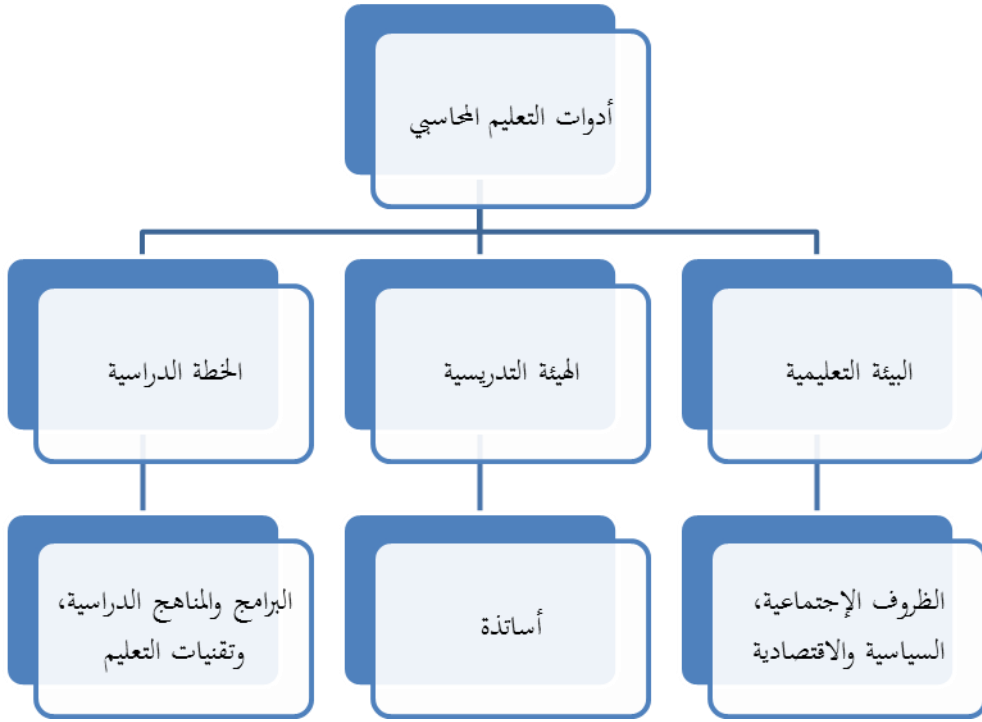 أدوات التعليم المحاسبي
البيئة التعليمية
الهيئة التدريسية
الخطة الدراسية
الظروف الإجتماعية،
السياسية والاقتصادية
أساتذة
البرامج والمناهج الدراسية،
وتقنيات التعليم